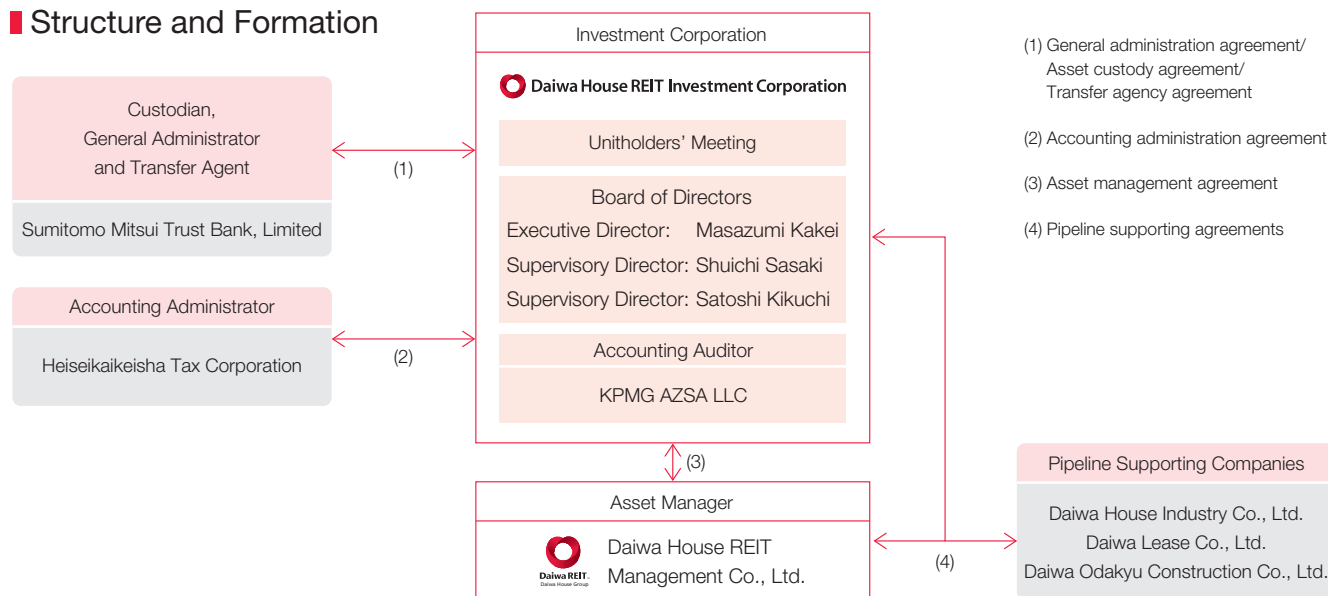 Structure and Formation
Custodian,
General Administrator
and Transfer Agent
Sumitomo Mitsui Trust Bank, Limited
(1)
Accounting Administrator
Heiseikaikeisha Tax Corporation
(2)
Investment Corporation
Daiwa House REIT Investment Corporation
Unitholders' Meeting
Board of Directors
Executive Director: Masazumi Kakei
Supervisory Director: Shuichi Sasaki
Supervisory Director: Satoshi Kikuchi
Accounting Auditor
KPMG AZSA LLC
(3)
Asset Manager
Daiwa REIT.
Daiwa House Group
Daiwa House REIT
Management Co., Ltd.
(4)
Pipeline Supporting Companies
Daiwa House Industry Co., Ltd.
Daiwa Lease Co., Ltd.
Daiwa Odakyu Construction Co., Ltd.
(1) General administration agreement/
Asset custody agreement/
Transfer agency agreement
(2) Accounting administration agreement
(3) Asset management agreement
(4) Pipeline supporting agreements